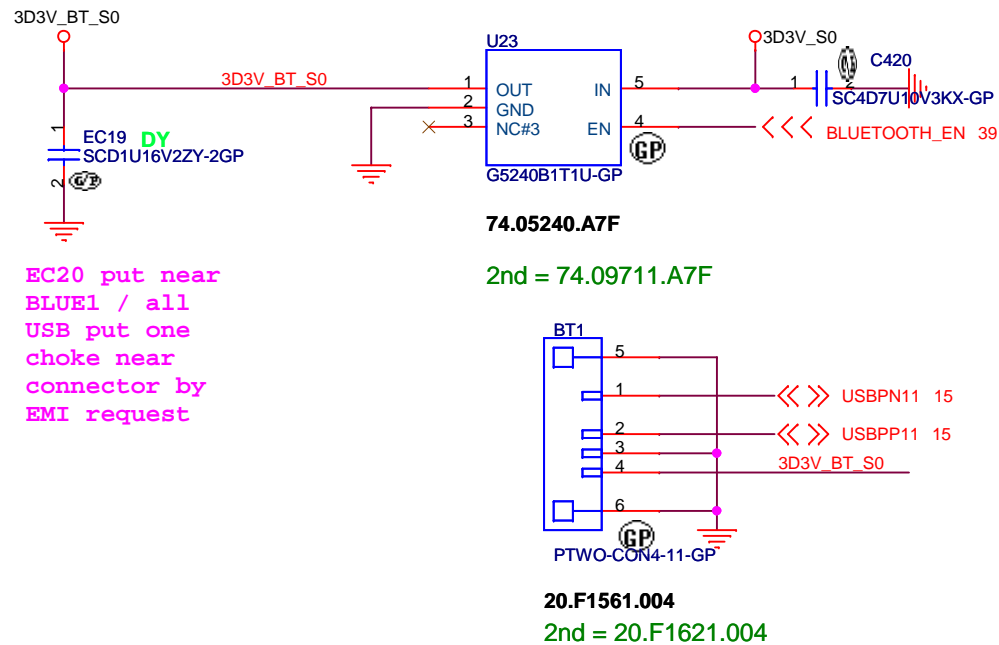 3D3V_BT_S0
3D3V_S0
U23
C420
3D3V_BT_S0
1
OUT
IN
5
1
2
2
GND
SC4D7U10V3KX-GP
3
NC#3
EN
4
BLUETOOTH_EN 39
1
EC19
DY
SCD1U16V2ZY-2GP
2
G/P
GP
G5240B1T1U-GP
74.05240.A7F
2nd = 74.09711.A7F
EC20 put near
BLUE1 / all
USB put one
choke near
connector by
EMI request
BT1
5
1
USBPN11 15
2
USBPP11 15
3
4
3D3V_BT_S0
6
GP
PTWO-CON4-11-GP
20.F1561.004
2nd = 20.F1621.004